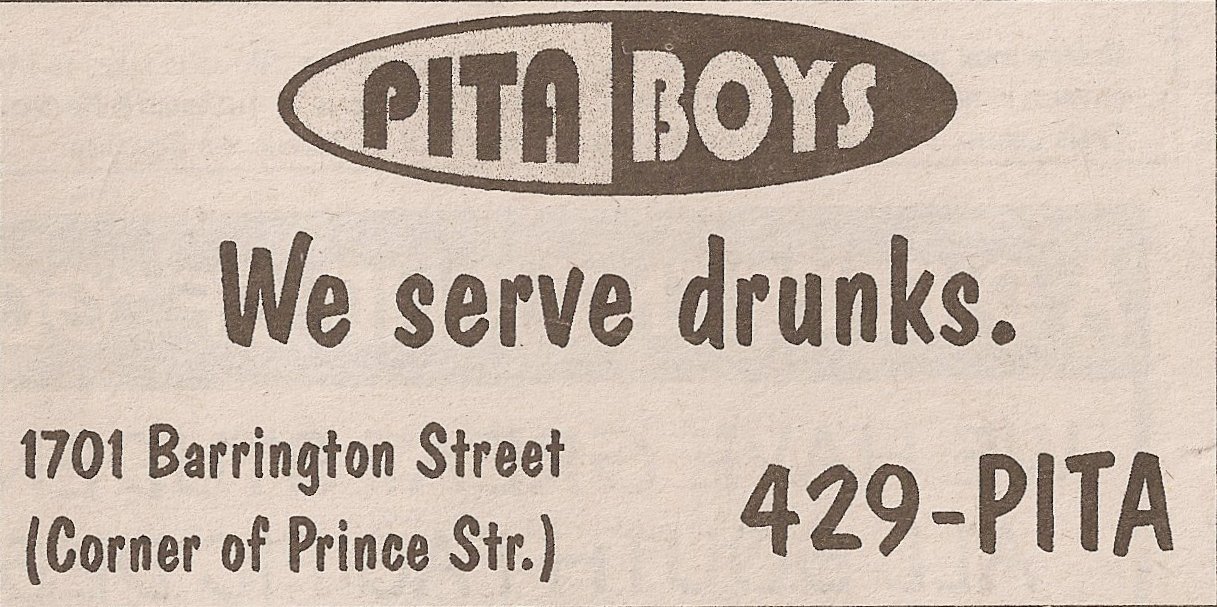 PITA BOYS
We serve drunks.
1701 Barrington Street
(Corner of Prince Str.)
429-PITA